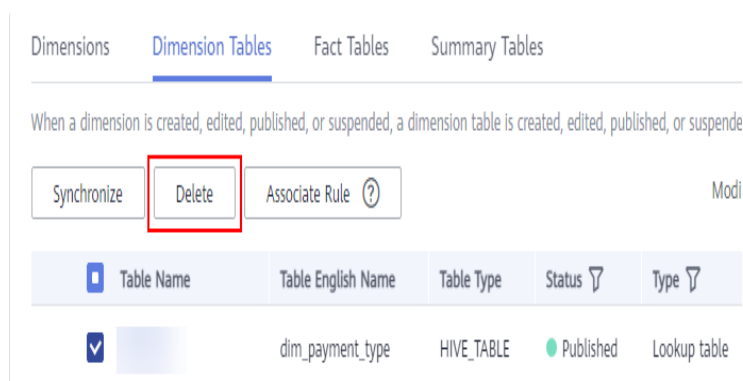 Dimensions Dimension Tables Fact Tables Summary Tables
When a dimension is created, edited, published, or suspended, a dimension table is created, edited, published, or suspende
Synchronize Delete Associate Rule ? Modi
Table Name Table English Name Table Type Status Type
dim_payment_type HIVE_TABLE Published Lookup table